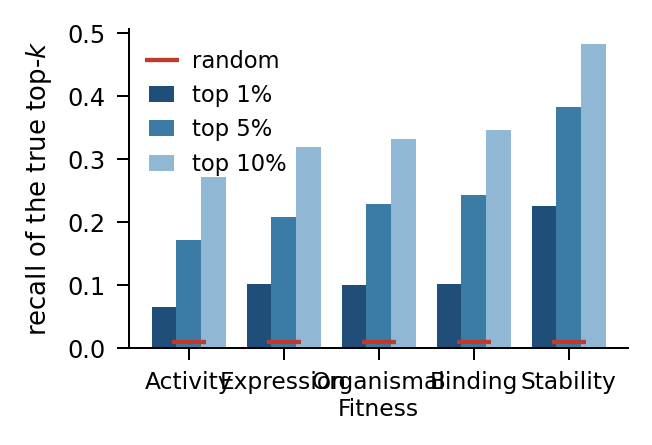 recall of the true top-k
0.5
0.4
0.3
0.2
0.1
0.0
random
top 1%
top 5%
top 10%
Activity
Expression
Organismal
Fitness
Binding
Stability